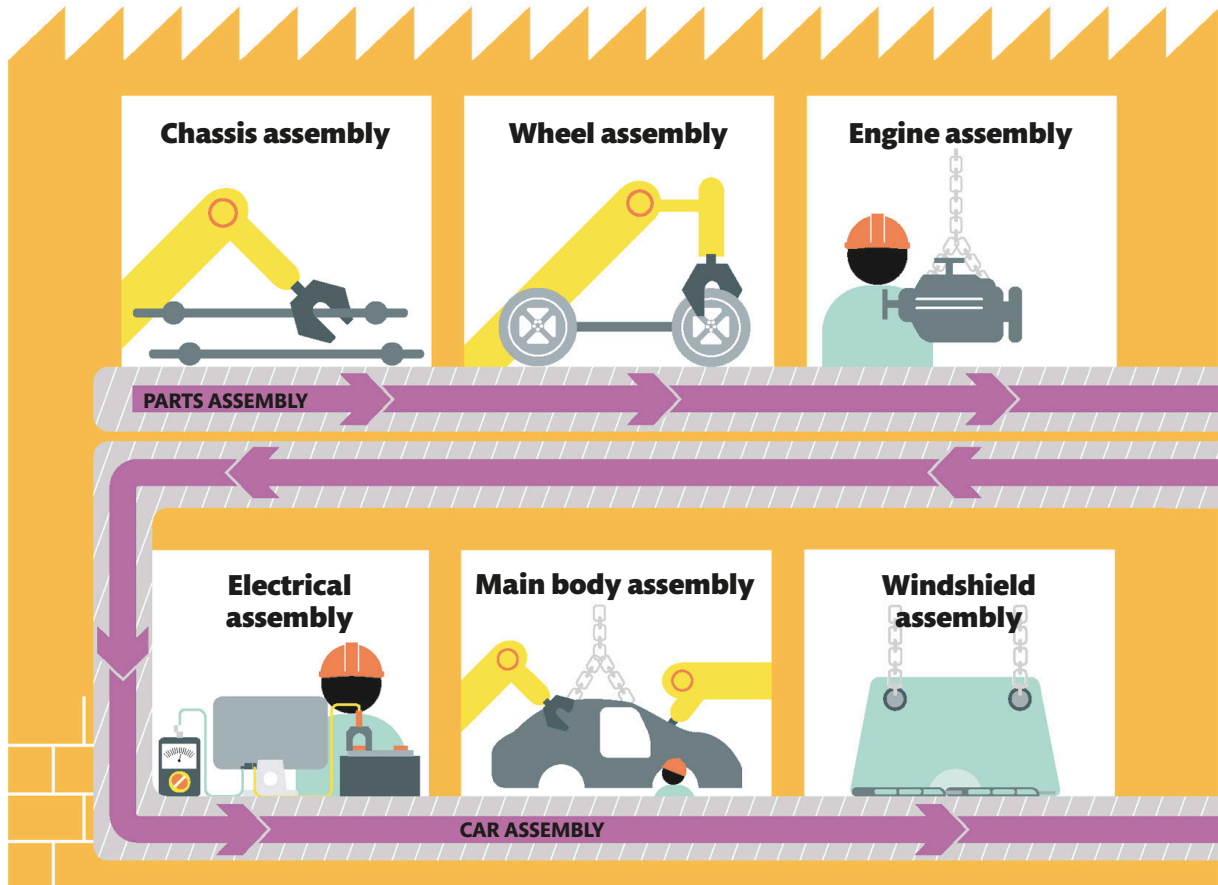 Chassis assembly
Wheel assembly
Engine assembly
PARTS ASSEMBLY
Electrical
assembly
Main body assembly
Windshield
assembly
CAR ASSEMBLY